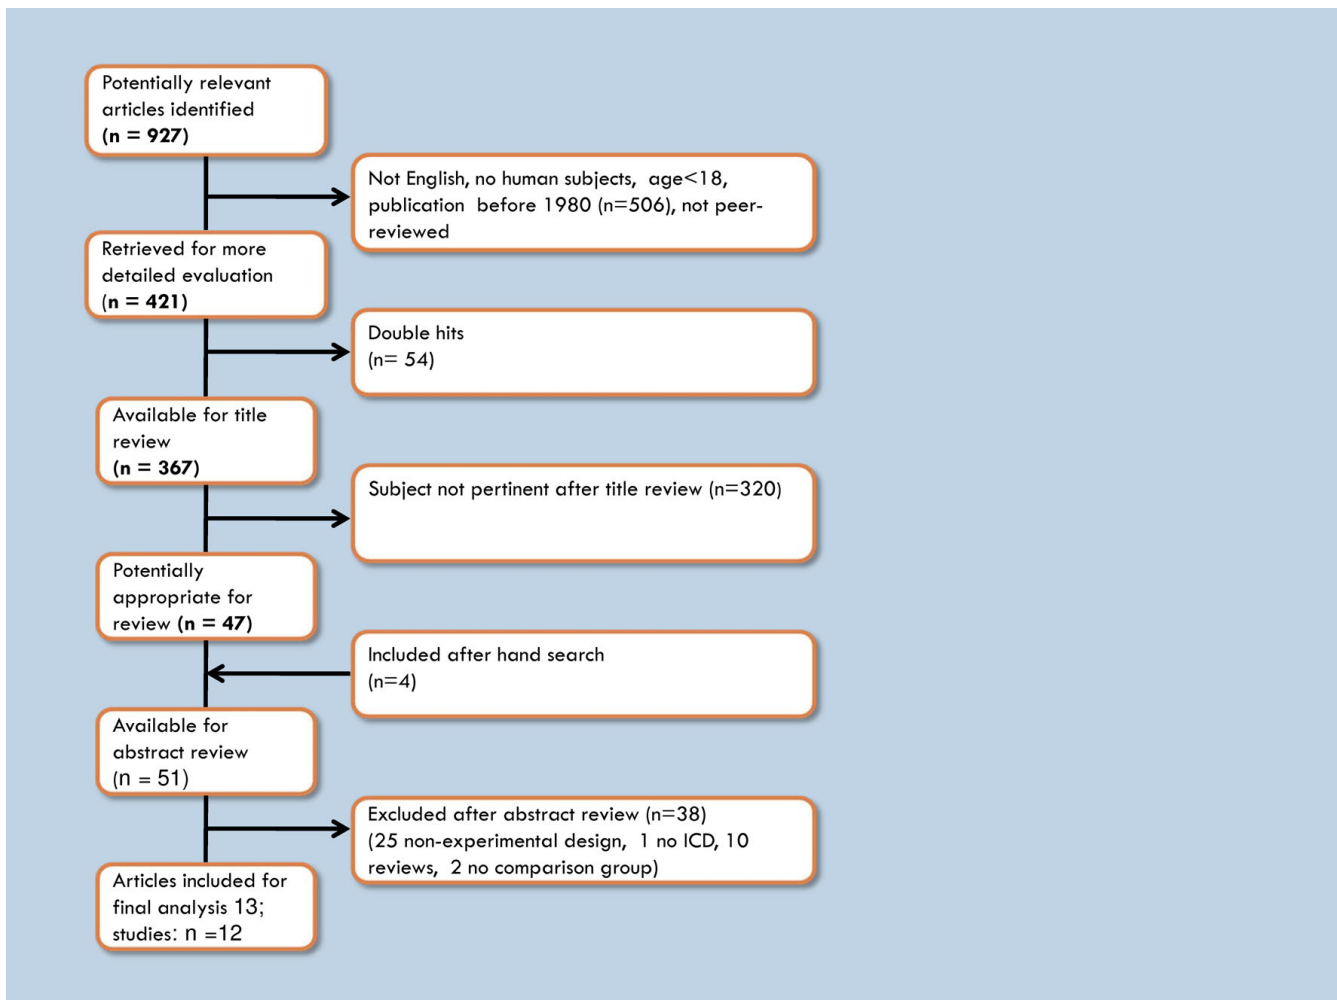 Potentially relevant
articles identified
(n = 927)
Not English, no human subjects,  age<18,
publication  before 1980 (n=506), not peer-
reviewed
Retrieved for more
detailed evaluation
(n = 421)
Double hits
(n= 54)
Available for title
review
(n = 367)
Subject not pertinent after title review (n=320)
Potentially
appropriate for
review (n = 47)
Included after hand search
(n=4)
Available for
abstract review
(n = 51)
Excluded after abstract review (n=38)
(25 non-experimental design,  1 no ICD, 10
reviews,  2 no comparison group)
Articles included for
final analysis 13;
studies: n =12